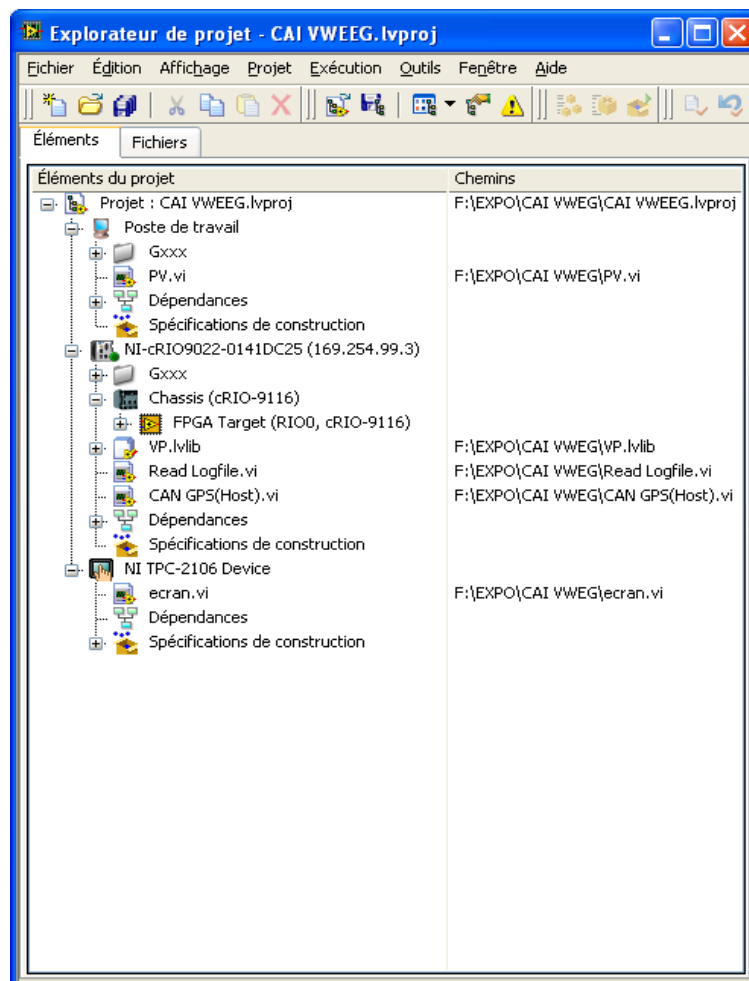 Explorateur de projet - CAI VWEEG.lvproj
Fichier Édition Affichage Projet Exécution Outils Fenêtre Aide
Éléments Fichiers
Éléments du projet Chemins
Projet : CAI VWEEG.lvproj F:\EXPO\CAI VWEG\CAI VWEEG.lvproj
Poste de travail
Gxxx
PV.vi F:\EXPO\CAI VWEG\PV.vi
Dépendances
Spécifications de construction
NI-cRIO9022-0141DC25 (169.254.99.3)
Gxxx
Chassis (cRIO-9116)
FPGA Target (RIO0, cRIO-9116)
VP.lvlib F:\EXPO\CAI VWEG\VP.lvlib
Read Logfile.vi F:\EXPO\CAI VWEG\Read Logfile.vi
CAN GPS(Host).vi F:\EXPO\CAI VWEG\CAN GPS(Host).vi
Dépendances
Spécifications de construction
NI TPC-2106 Device
ecran.vi F:\EXPO\CAI VWEG\ecran.vi
Dépendances
Spécifications de construction